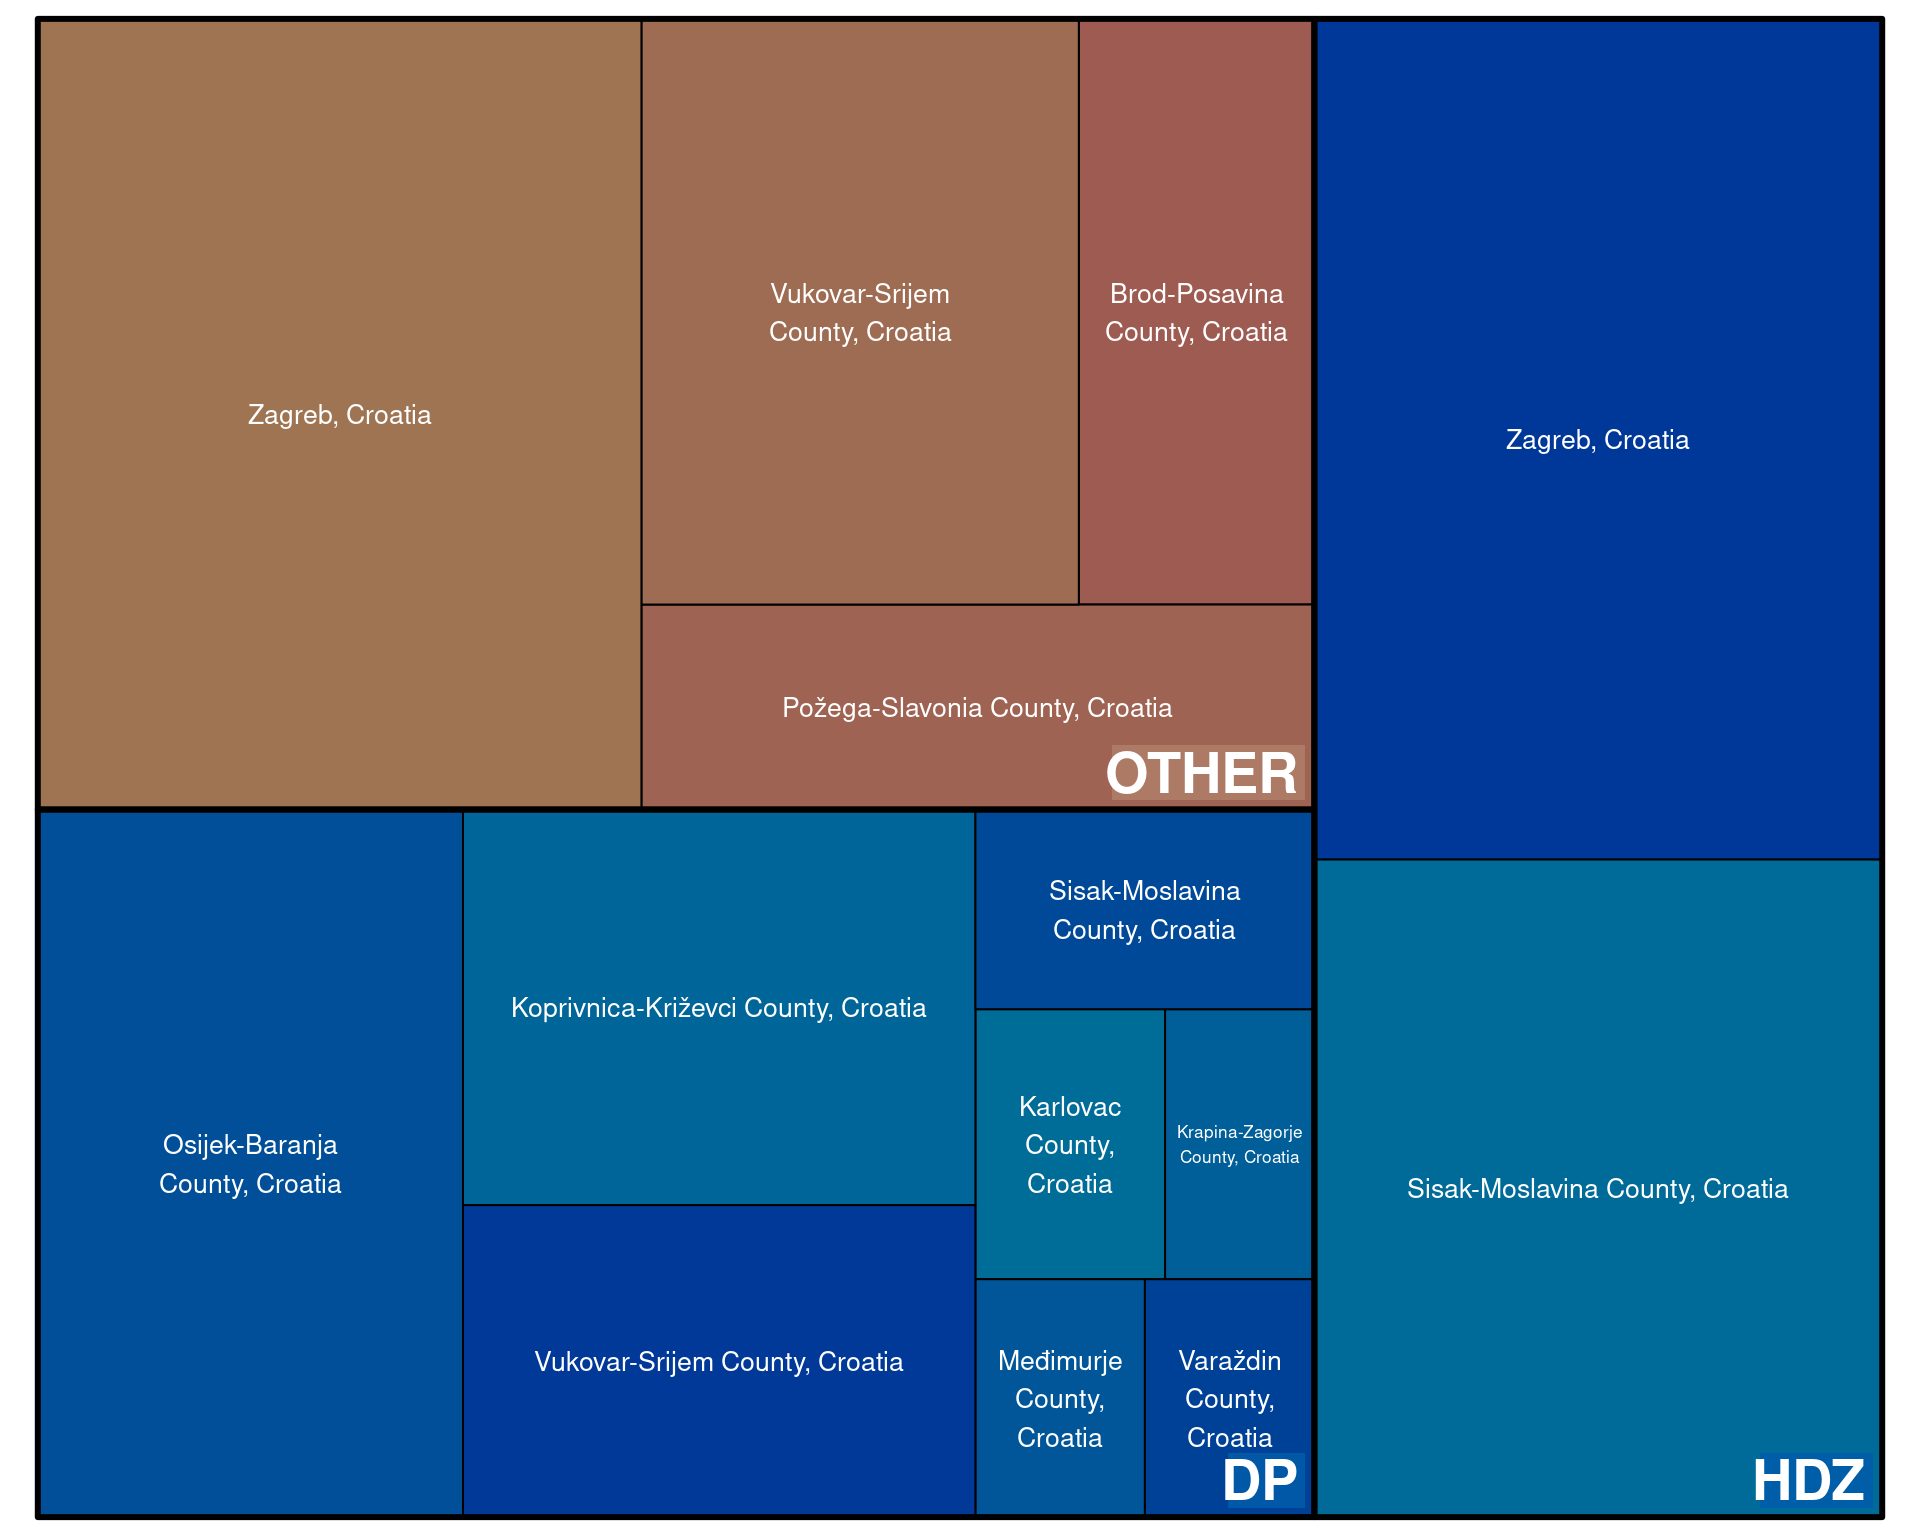 Zagreb, Croatia
Vukovar-Srijem
County, Croatia
Brod-Posavina
County, Croatia
Požega-Slavonia County, Croatia
OTHER
Osijek-Baranja
County, Croatia
Koprivnica-Križevci County, Croatia
Vukovar-Srijem County, Croatia
Sisak-Moslavina
County, Croatia
Karlovac
County,
Croatia
Krapina-Zagorje
County, Croatia
Međimurje
County,
Croatia
Varaždin
County,
Croatia
DP
Zagreb, Croatia
Sisak-Moslavina County, Croatia
HDZ